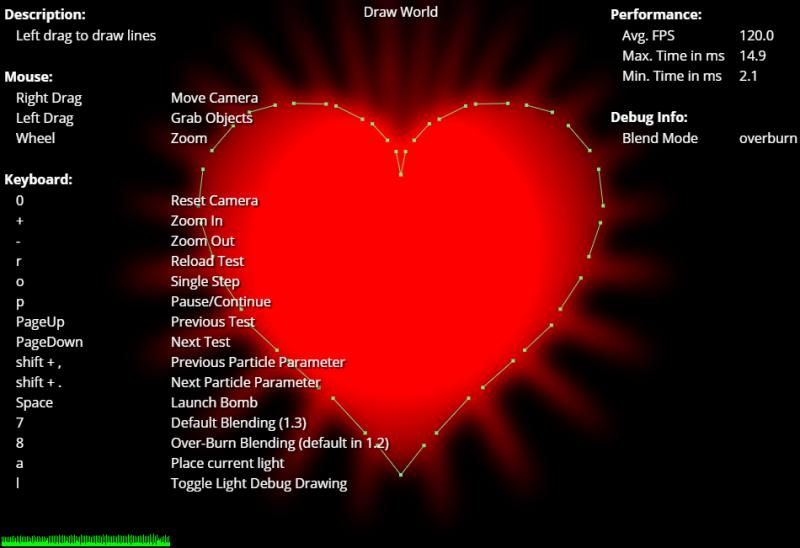 Draw World
Description:
Left drag to draw lines
Mouse:
Right Drag Move Camera
Left Drag Grab Objects
Wheel Zoom
Keyboard:
0 Reset Camera
+ Zoom In
- Zoom Out
r Reload Test
o Single Step
p Pause/Continue
PageUp Previous Test
PageDown Next Test
shift + , Previous Particle Parameter
shift + . Next Particle Parameter
Space Launch Bomb
7 Default Blending (1.3)
8 Over-Burn Blending (default in 1.2)
a Place current light
l Toggle Light Debug Drawing
Performance:
Avg. FPS 120.0
Max. Time in ms 14.9
Min. Time in ms 2.1
Debug Info:
Blend Mode overburn